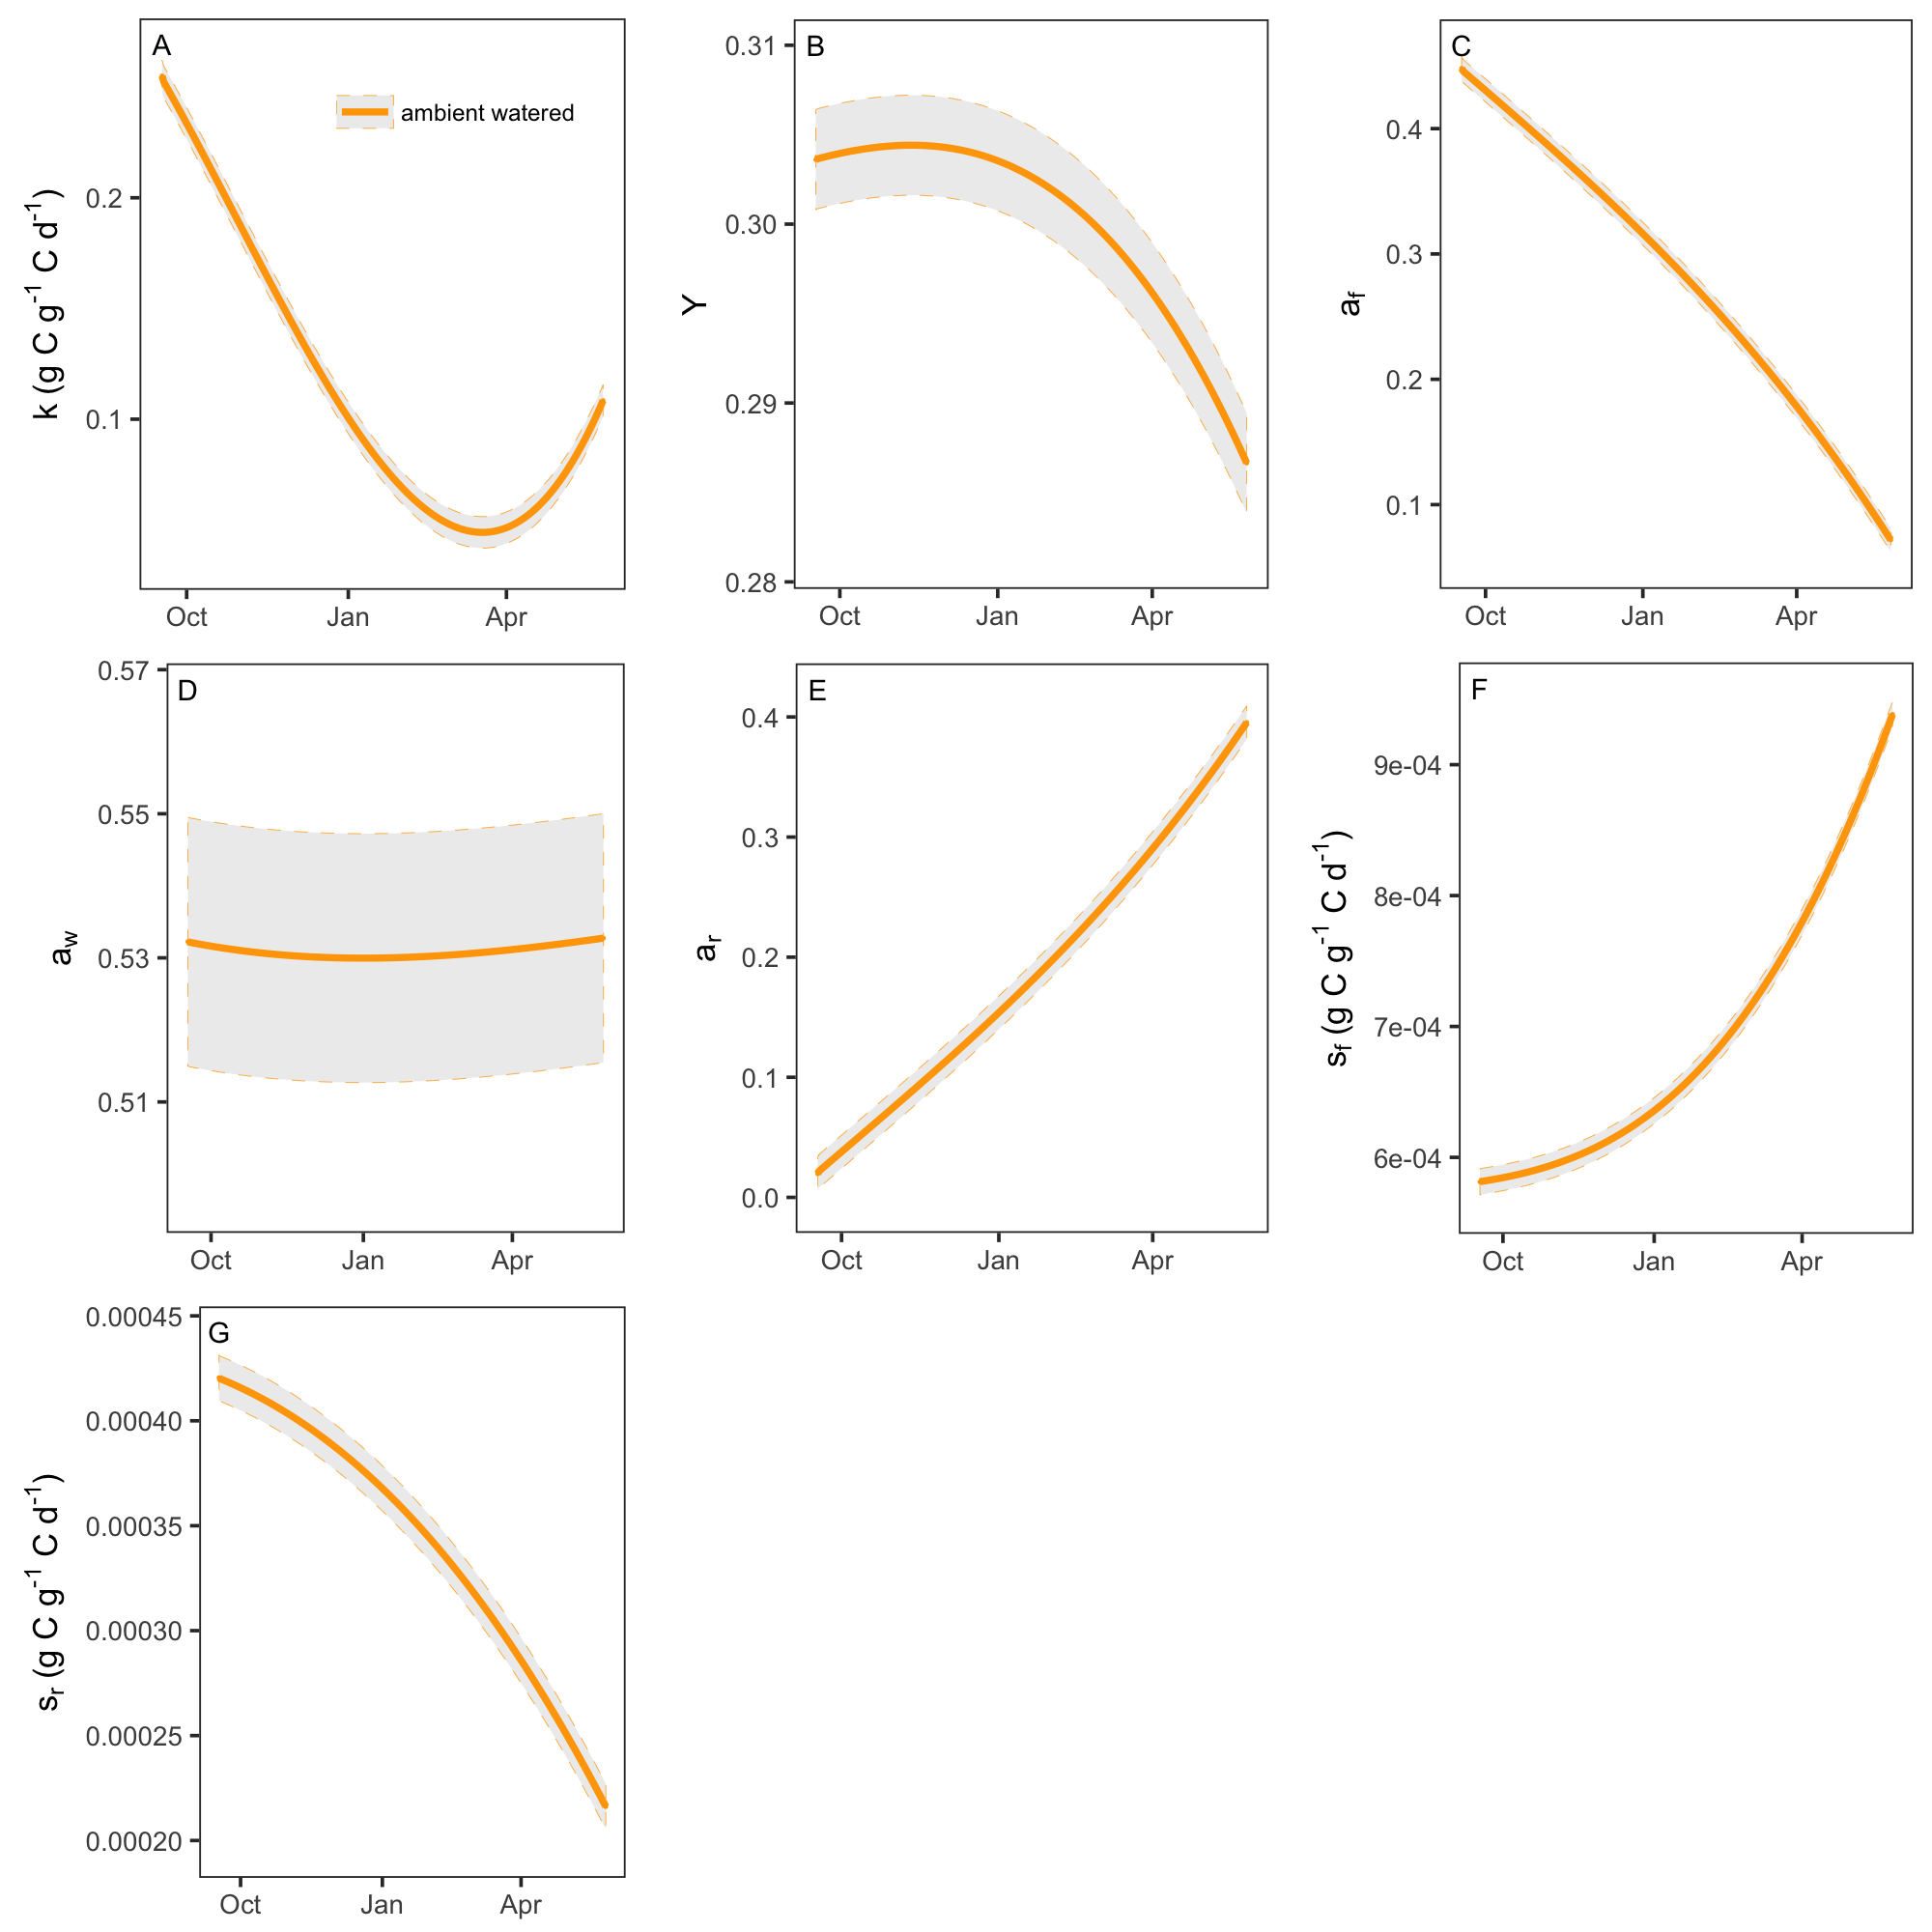 A
ambient watered
k (g C g⁻¹ C d⁻¹)
0.2
0.1
Oct Jan Apr
B
Y
0.31
0.30
0.29
0.28
Oct Jan Apr
C
a_f
0.4
0.3
0.2
0.1
Oct Jan Apr
D
a_w
0.57
0.55
0.53
0.51
Oct Jan Apr
E
a_r
0.4
0.3
0.2
0.1
0.0
Oct Jan Apr
F
s_f (g C g⁻¹ C d⁻¹)
9e-04
8e-04
7e-04
6e-04
Oct Jan Apr
G
s_r (g C g⁻¹ C d⁻¹)
0.00045
0.00040
0.00035
0.00030
0.00025
0.00020
Oct Jan Apr